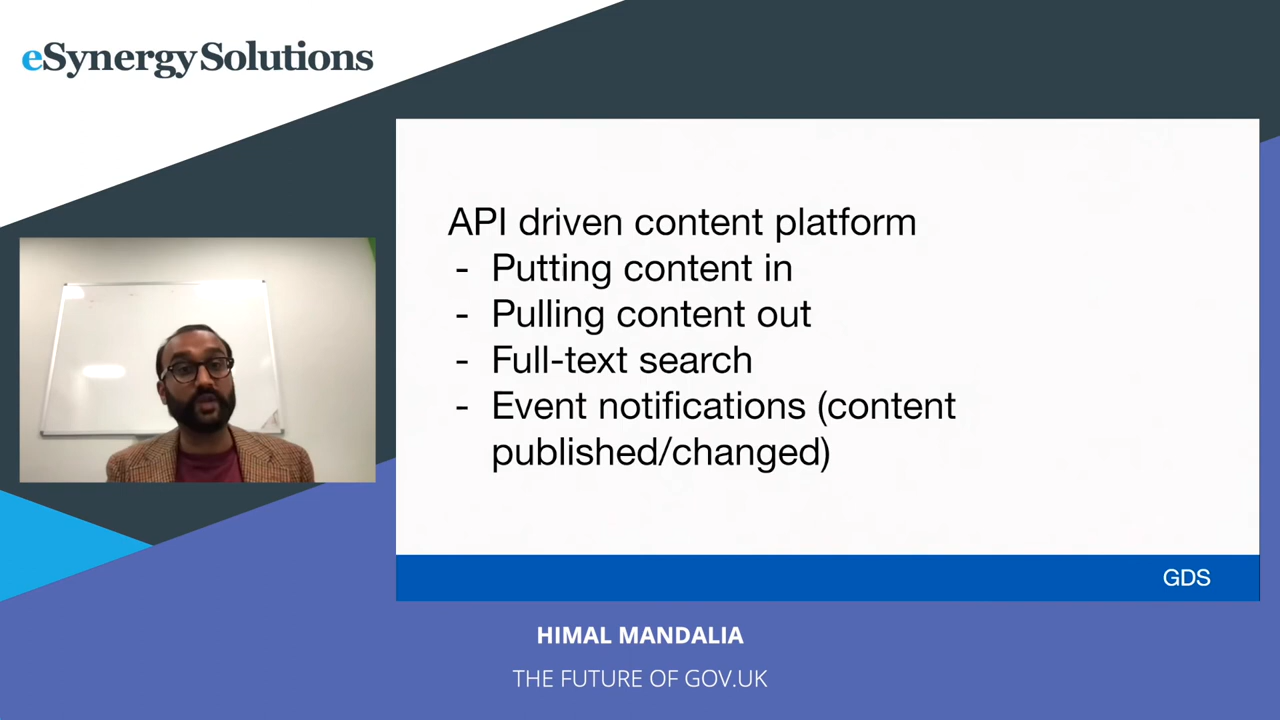 eSynergySolutions
API driven content platform
- Putting content in
- Pulling content out
- Full-text search
- Event notifications (content
published/changed)
GDS
HIMAL MANDALIA
THE FUTURE OF GOV.UK